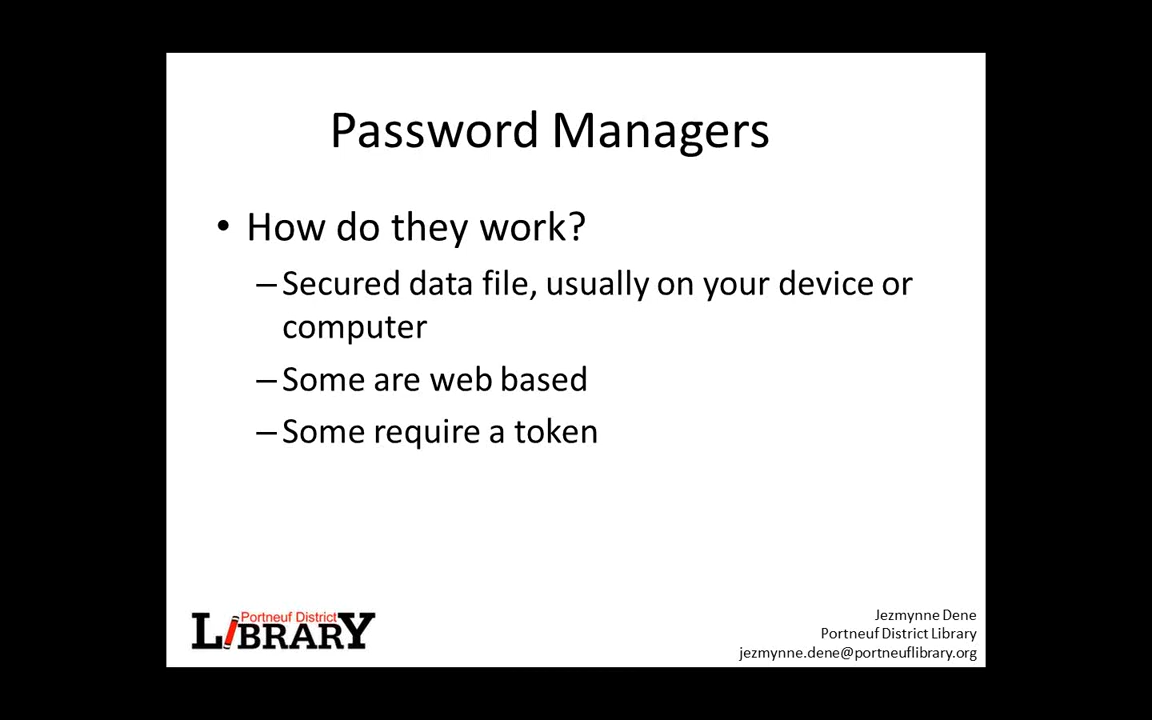 Password Managers
• How do they work?
– Secured data file, usually on your device or
computer
– Some are web based
– Some require a token
Portneuf District
LIBRARY
Jezmynne Dene
Portneuf District Library
jezmynne.dene@portneuflibrary.org